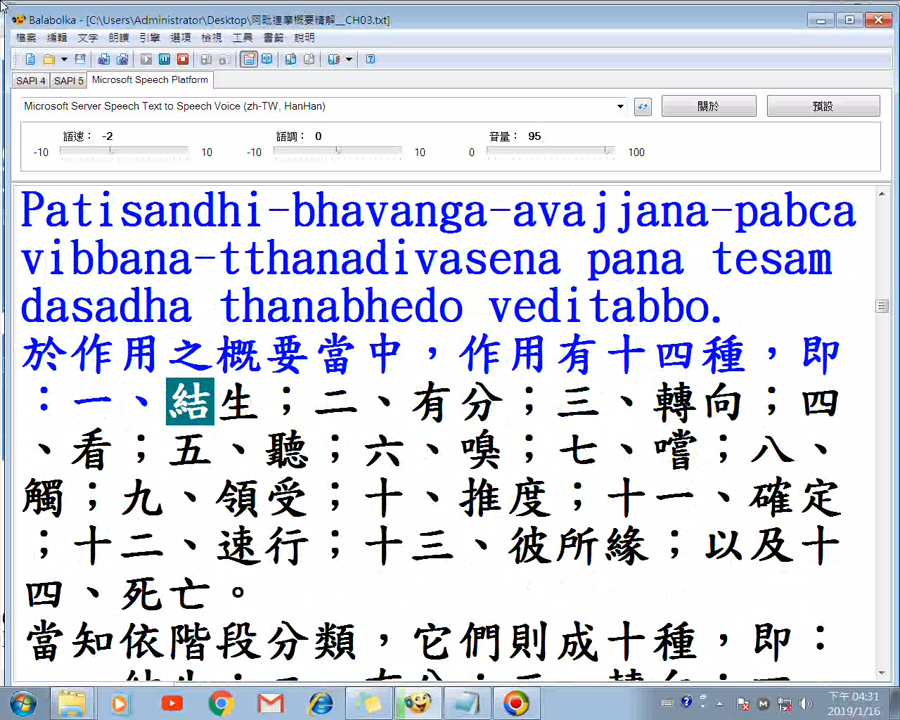 Balabolka - [C:\Users\Administrator\Desktop\阿毗達摩概要精解__CH03.txt]
檔案 編輯 文字 朗讀 引擎 選項 檢視 工具 書籤 說明
SAPI 4 SAPI 5 Microsoft Speech Platform
Microsoft Server Speech Text to Speech Voice (zh-TW, HanHan) 關於 預設
語速： -2 語調： 0 音量： 95
-10 10 -10 10 0 100
Patisandhi-bhavanga-avajjana-pabca
vibbana-tthanadivasena pana tesam
dasadha thanabhedo veditabbo.
於作用之概要當中，作用有十四種，即
：一、結生；二、有分；三、轉向；四
、看；五、聽；六、嗅；七、嚐；八、
觸；九、領受；十、推度；十一、確定
；十二、速行；十三、彼所緣；以及十
四、死亡。
當知依階段分類，它們則成十種，即：
下午 04:31
2019/1/16